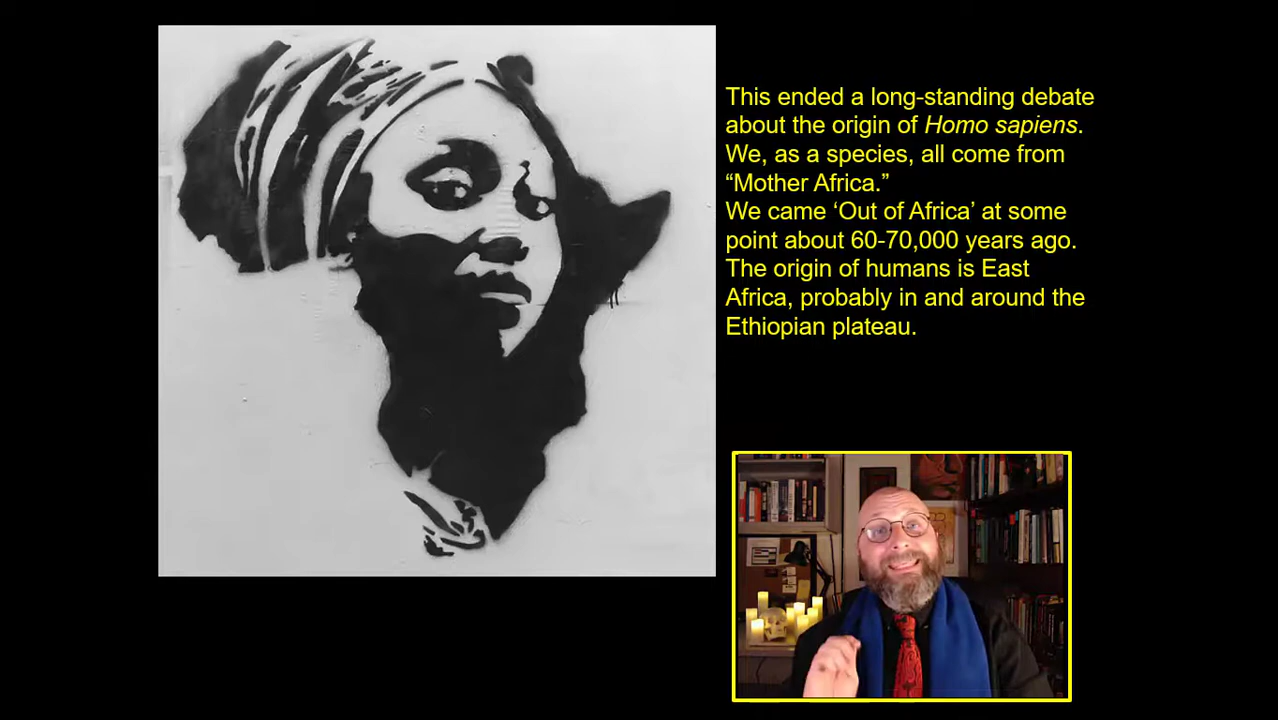 This ended a long-standing debate
about the origin of Homo sapiens.
We, as a species, all come from
“Mother Africa.”
We came ‘Out of Africa’ at some
point about 60-70,000 years ago.
The origin of humans is East
Africa, probably in and around the
Ethiopian plateau.